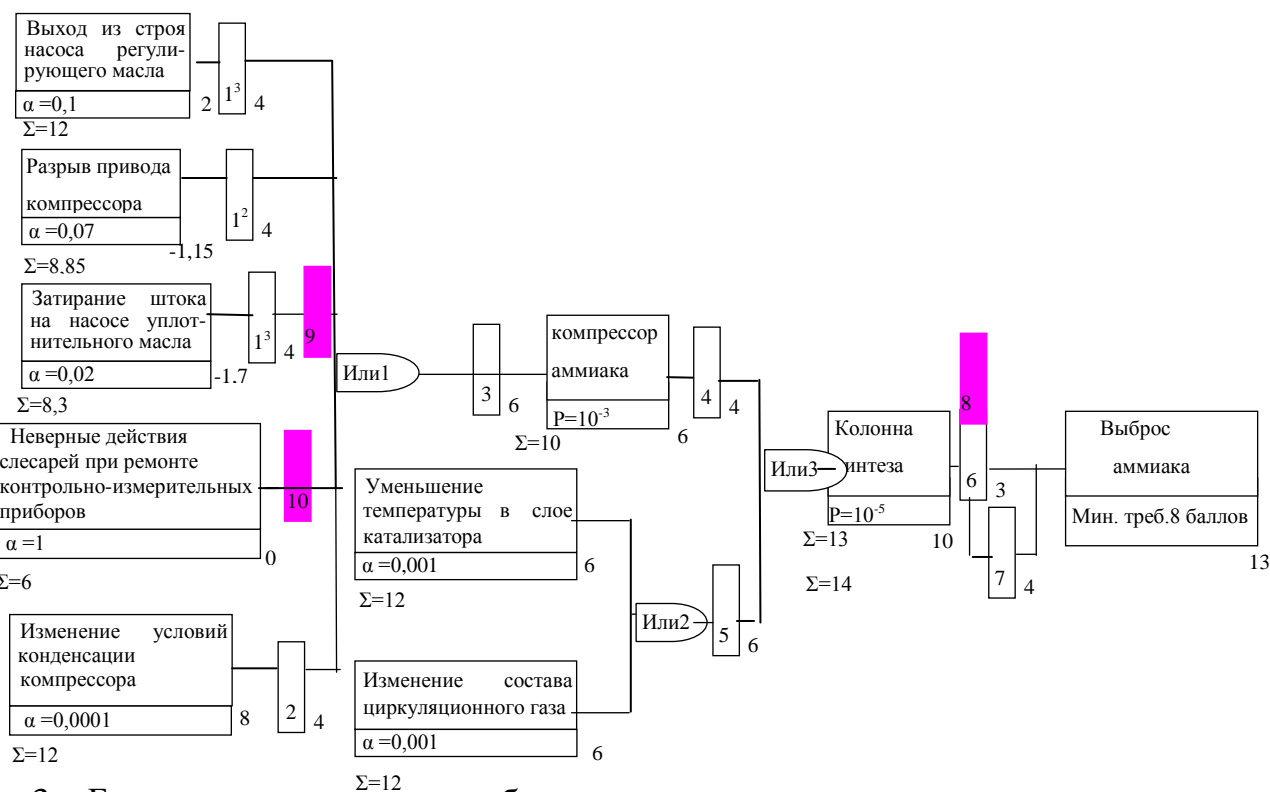 Выход из строя
насоса регули-
рующего масла
α =0,1
2
1³
4
Σ=12
Разрыв привода
компрессора
α =0,07
-1,15
1²
4
Σ=8.85
Затирание штока
на насосе уплот-
нительного масла
α =0,02
-1.7
1³
4
9
Σ=8,3
Неверные действия
слесарей при ремонте
контрольно-измерительных
приборов
α =1
0
10
Σ=6
Изменение условий
конденсации
компрессора
α =0,0001
8
2
4
Σ=12
Или1
3
6
компрессор
аммиака
P=10⁻³
6
Σ=10
4
4
Уменьшение
температуры в слое
катализатора
α =0,001
6
Σ=12
Изменение состава
циркуляционного газа
α =0,001
6
Σ=12
Или2
5
6
Или3
Колонна
интеза
P=10⁻⁵
Σ=13
10
Σ=14
8
6
3
7
4
Выброс
аммиака
Мин. треб.8 баллов
13